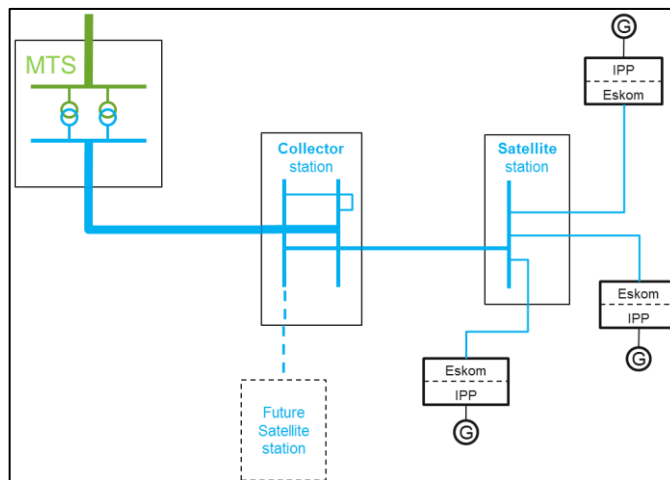 MTS
Collector
station
Satellite
station
G
IPP
Eskom
Eskom
IPP
G
Eskom
IPP
G
Future
Satellite
station